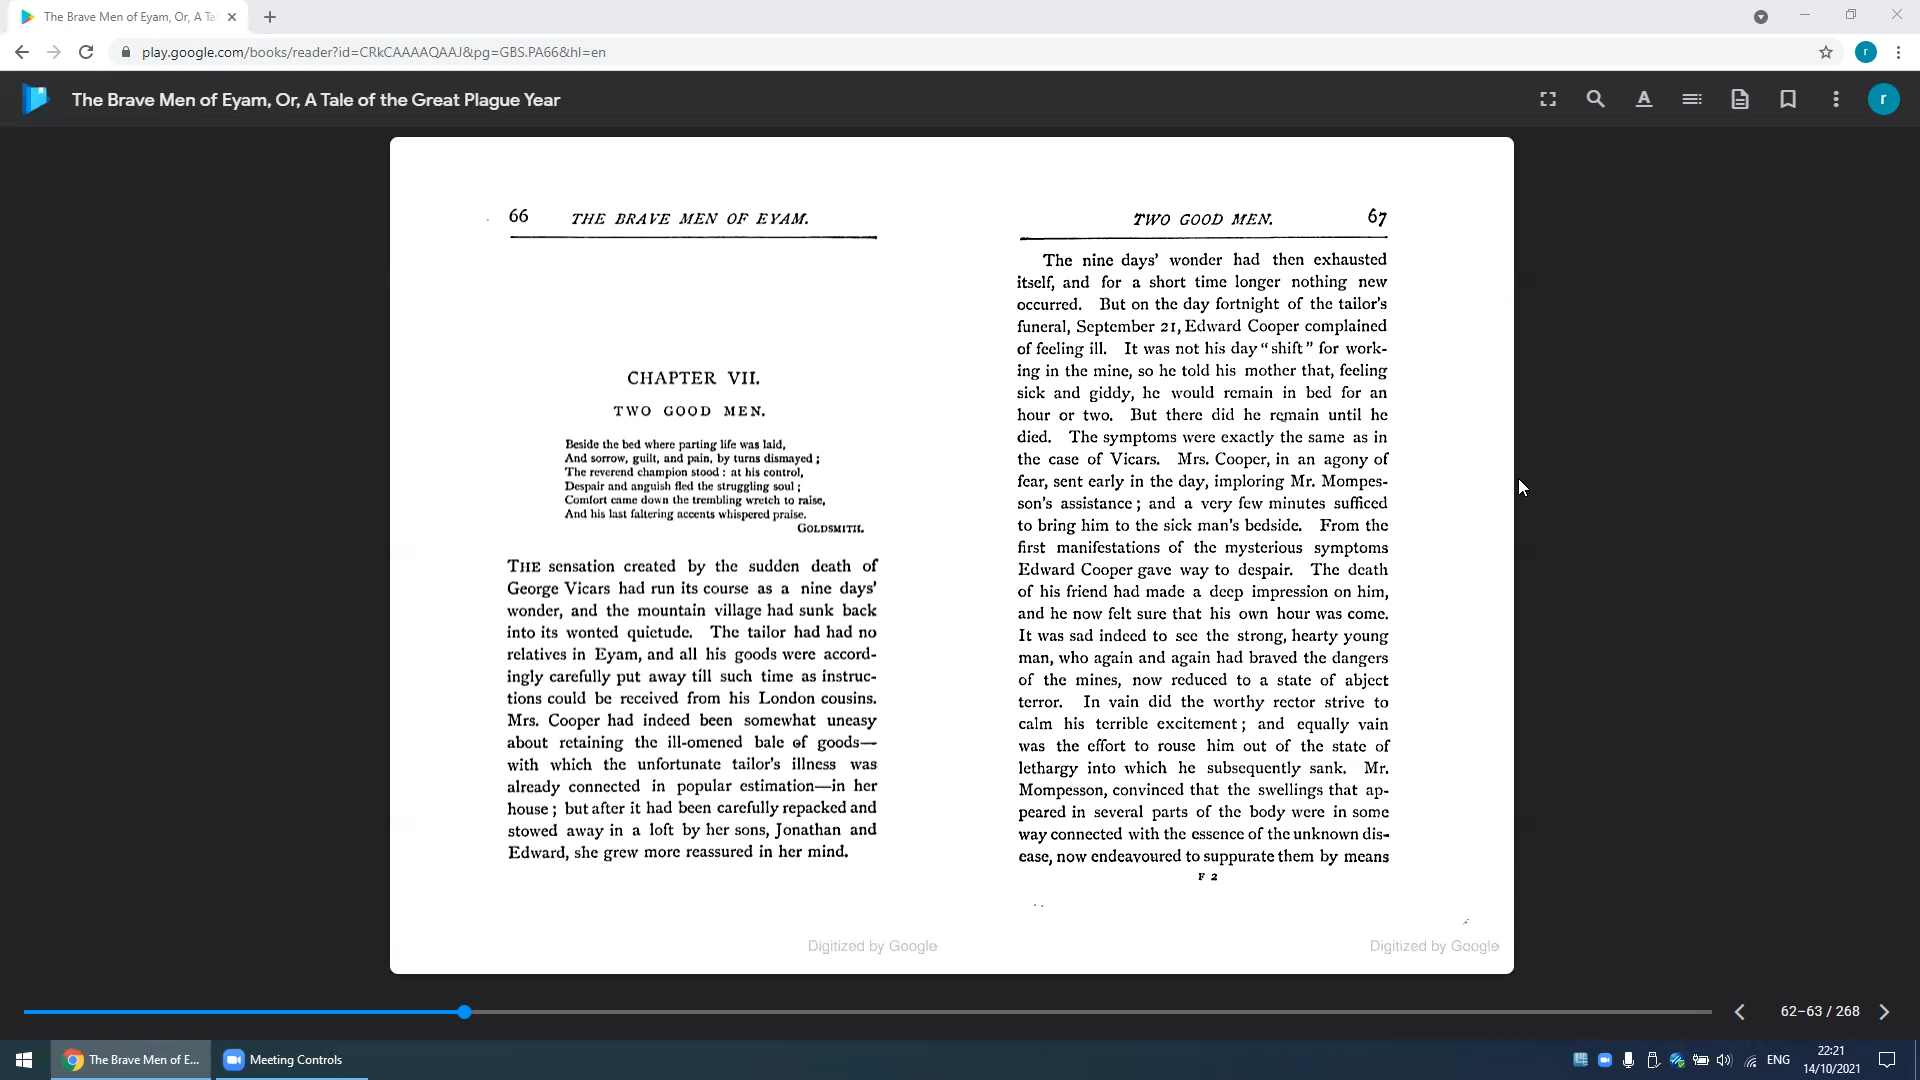 The Brave Men of Eyam, Or, A Ta
play.google.com/books/reader?id=CRkCAAAAQAAJ&pg=GBS.PA66&hl=en
r
The Brave Men of Eyam, Or, A Tale of the Great Plague Year
A
r
66 THE BRAVE MEN OF EYAM.
CHAPTER VII.
TWO GOOD MEN.
Beside the bed where parting life was laid,
And sorrow, guilt, and pain, by turns dismayed ;
The reverend champion stood : at his control,
Despair and anguish fled the struggling soul ;
Comfort came down the trembling wretch to raise,
And his last faltering accents whispered praise.
GOLDSMITH.
THE sensation created by the sudden death of
George Vicars had run its course as a nine days'
wonder, and the mountain village had sunk back
into its wonted quietude. The tailor had had no
relatives in Eyam, and all his goods were accord-
ingly carefully put away till such time as instruc-
tions could be received from his London cousins.
Mrs. Cooper had indeed been somewhat uneasy
about retaining the ill-omened bale of goods—
with which the unfortunate tailor's illness was
already connected in popular estimation—in her
house ; but after it had been carefully repacked and
stowed away in a loft by her sons, Jonathan and
Edward, she grew more reassured in her mind.
Digitized by Google
TWO GOOD MEN. 67
The nine days' wonder had then exhausted
itself, and for a short time longer nothing new
occurred. But on the day fortnight of the tailor's
funeral, September 21, Edward Cooper complained
of feeling ill. It was not his day "shift" for work-
ing in the mine, so he told his mother that, feeling
sick and giddy, he would remain in bed for an
hour or two. But there did he remain until he
died. The symptoms were exactly the same as in
the case of Vicars. Mrs. Cooper, in an agony of
fear, sent early in the day, imploring Mr. Mompes-
son's assistance ; and a very few minutes sufficed
to bring him to the sick man's bedside. From the
first manifestations of the mysterious symptoms
Edward Cooper gave way to despair. The death
of his friend had made a deep impression on him,
and he now felt sure that his own hour was come.
It was sad indeed to see the strong, hearty young
man, who again and again had braved the dangers
of the mines, now reduced to a state of abject
terror. In vain did the worthy rector strive to
calm his terrible excitement ; and equally vain
was the effort to rouse him out of the state of
lethargy into which he subsequently sank. Mr.
Mompesson, convinced that the swellings that ap-
peared in several parts of the body were in some
way connected with the essence of the unknown dis-
ease, now endeavoured to suppurate them by means
F 2
Digitized by Google
62–63 / 268
The Brave Men of E...
Meeting Controls
ENG
22:21
14/10/2021